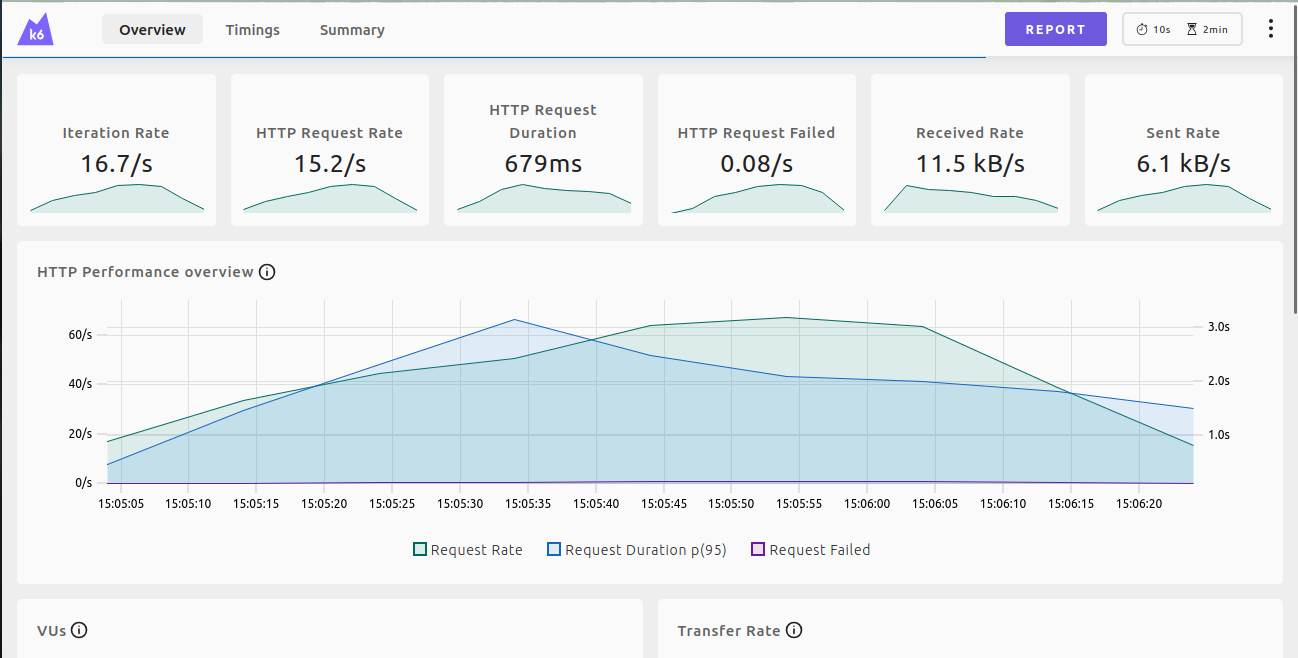 k6
Overview
Timings
Summary
REPORT
10s
2min
Iteration Rate
16.7/s
HTTP Request Rate
15.2/s
HTTP Request
Duration
679ms
HTTP Request Failed
0.08/s
Received Rate
11.5 kB/s
Sent Rate
6.1 kB/s
HTTP Performance overview
60/s
40/s
20/s
0/s
3.0s
2.0s
1.0s
15:05:05 15:05:10 15:05:15 15:05:20 15:05:25 15:05:30 15:05:35 15:05:40 15:05:45 15:05:50 15:05:55 15:06:00 15:06:05 15:06:10 15:06:15 15:06:20
Request Rate
Request Duration p(95)
Request Failed
VUs
Transfer Rate